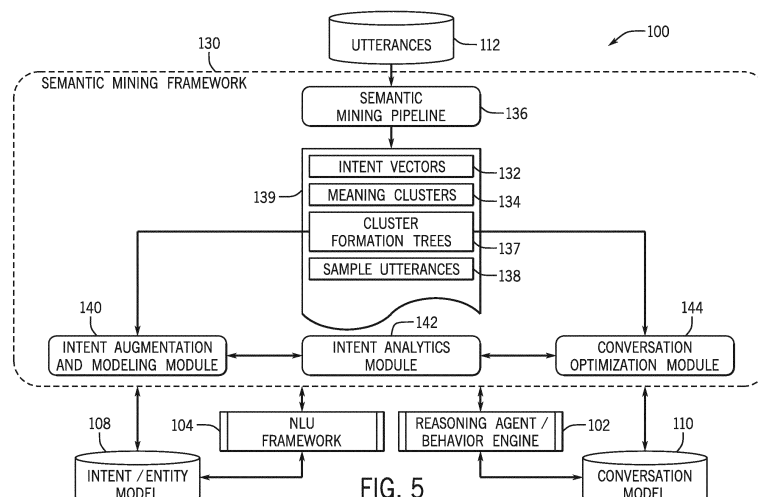 UTTERANCES
112
100
130
SEMANTIC MINING FRAMEWORK
SEMANTIC
MINING PIPELINE
136
139
INTENT VECTORS
132
MEANING CLUSTERS
134
CLUSTER
FORMATION TREES
137
SAMPLE UTTERANCES
138
140
INTENT AUGMENTATION
AND MODELING MODULE
142
INTENT ANALYTICS
MODULE
144
CONVERSATION
OPTIMIZATION MODULE
108
INTENT / ENTITY
MODEL
104
NLU
FRAMEWORK
REASONING AGENT /
BEHAVIOR ENGINE
102
110
CONVERSATION
MODEL
FIG. 5